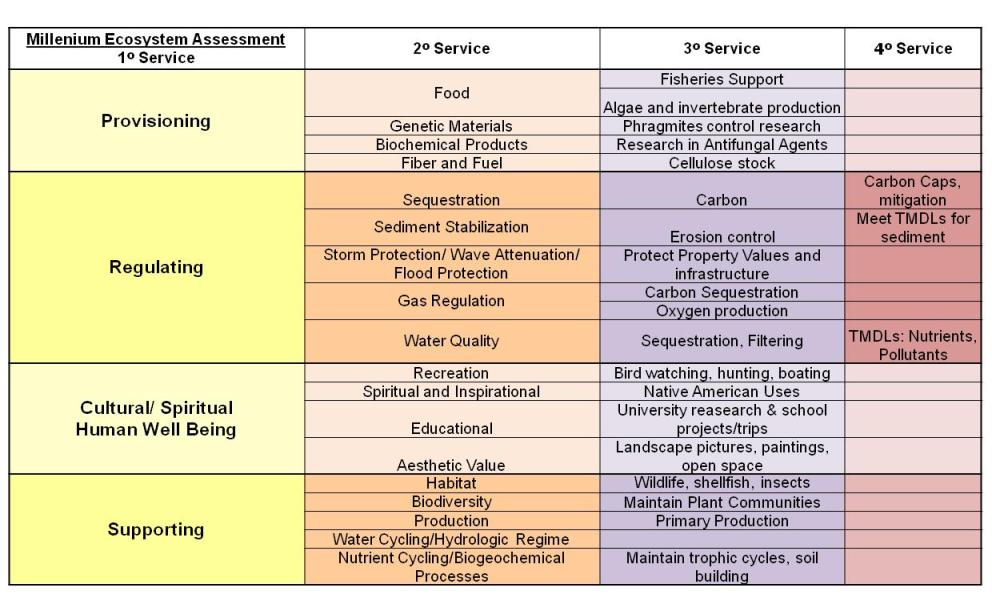 Millenium Ecosystem Assessment
1º Service
2º Service
3º Service
4º Service
Provisioning
Food
Fisheries Support
Algae and invertebrate production
Genetic Materials
Phragmites control research
Biochemical Products
Research in Antifungal Agents
Fiber and Fuel
Cellulose stock
Regulating
Sequestration
Carbon
Carbon Caps,
mitigation
Sediment Stabilization
Erosion control
Meet TMDLs for
sediment
Storm Protection/ Wave Attenuation/
Flood Protection
Protect Property Values and
infrastructure
Gas Regulation
Carbon Sequestration
Oxygen production
Water Quality
Sequestration, Filtering
TMDLs: Nutrients,
Pollutants
Cultural/ Spiritual
Human Well Being
Recreation
Bird watching, hunting, boating
Spiritual and Inspirational
Native American Uses
Educational
University reasearch & school
projects/trips
Aesthetic Value
Landscape pictures, paintings,
open space
Supporting
Habitat
Wildlife, shellfish, insects
Biodiversity
Maintain Plant Communities
Production
Primary Production
Water Cycling/Hydrologic Regime
Nutrient Cycling/Biogeochemical
Processes
Maintain trophic cycles, soil
building